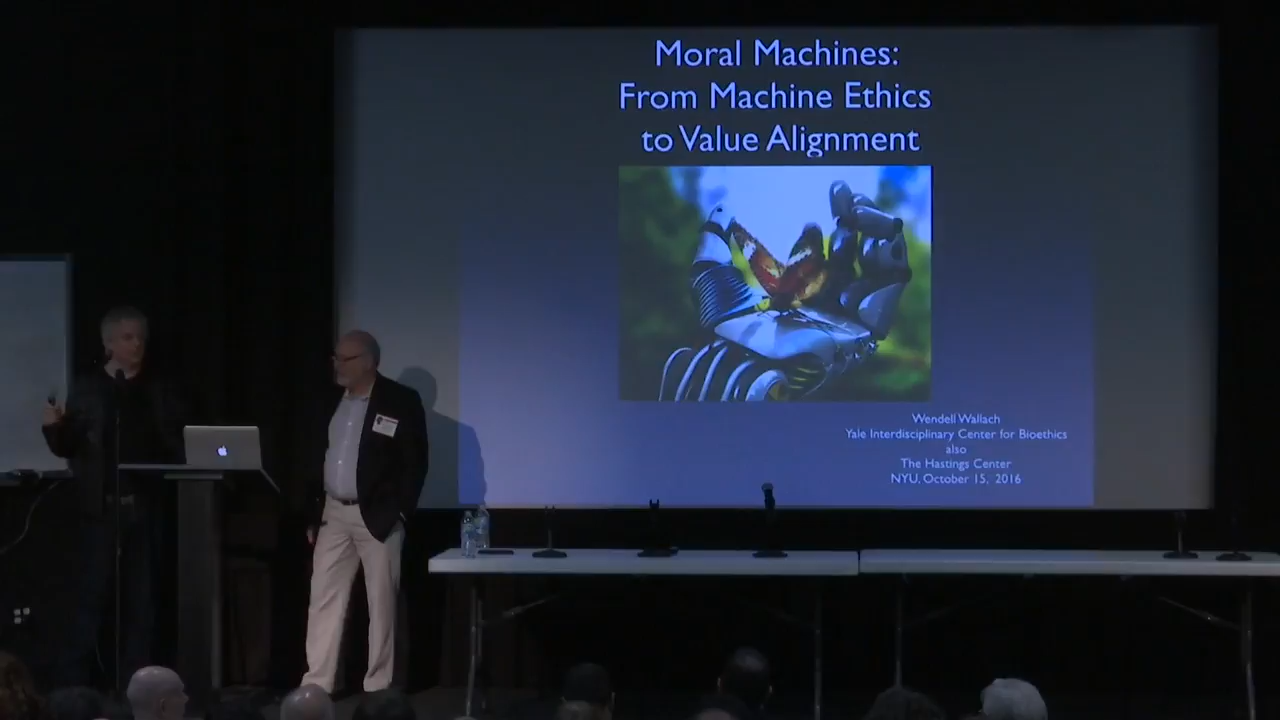 Moral Machines:
From Machine Ethics
to Value Alignment
Wendell Wallach
Yale Interdisciplinary Center for Bioethics
also
The Hastings Center
NYU, October 15, 2016